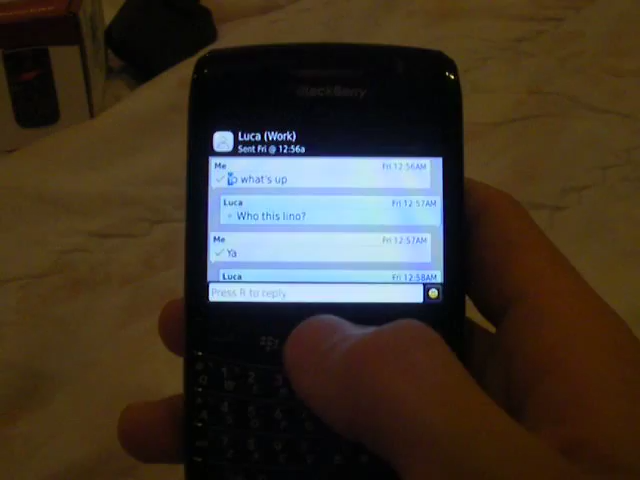 BlackBerry
Luca (Work)
Sent Fri @ 12:56a
Me Fri 12:56AM
Yo what's up
Luca Fri 12:57AM
Who this lino?
Me Fri 12:57AM
Ya
Luca Fri 12:58AM
Press R to reply